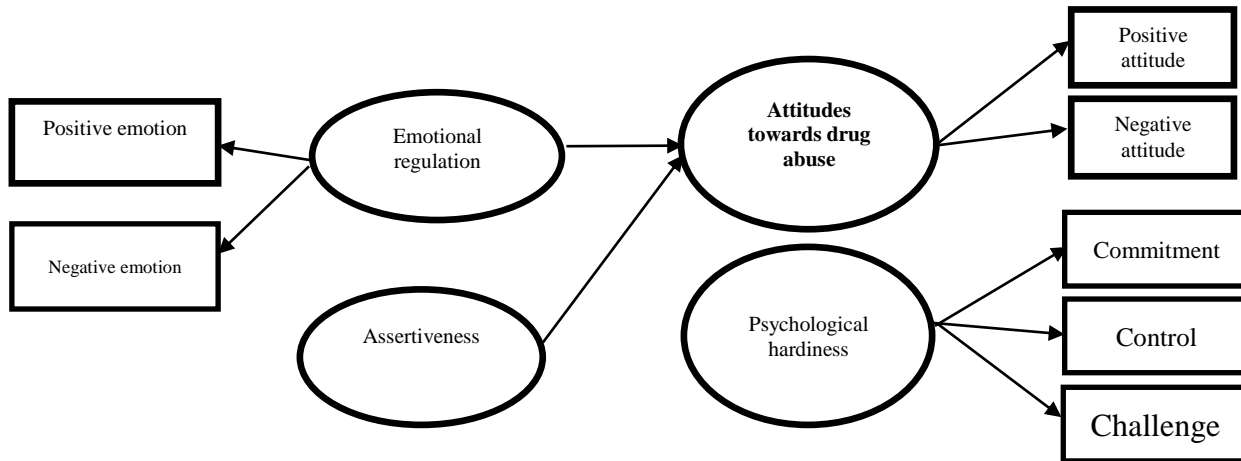 Positive emotion
Negative emotion
Emotional
regulation
Assertiveness
Attitudes
towards drug
abuse
Psychological
hardiness
Positive
attitude
Negative
attitude
Commitment
Control
Challenge